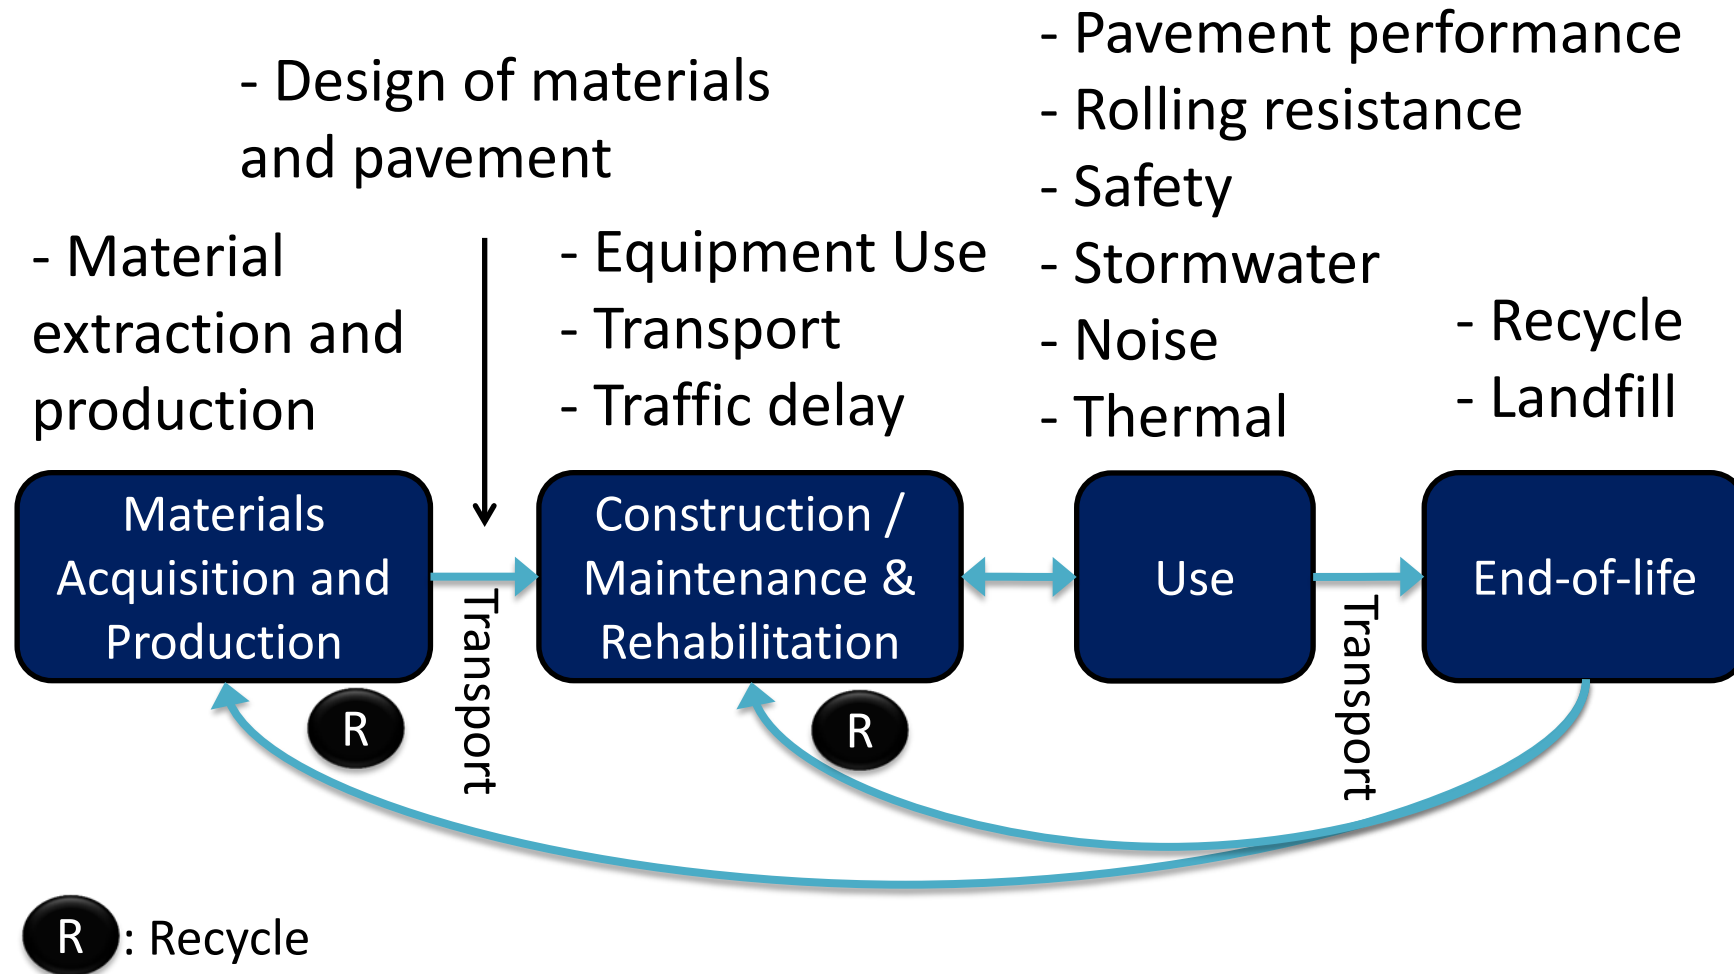 - Material
extraction and
production
- Design of materials
and pavement
- Equipment Use
- Transport
- Traffic delay
- Pavement performance
- Rolling resistance
- Safety
- Stormwater
- Noise
- Thermal
- Recycle
- Landfill
Materials
Acquisition and
Production
Transport
Construction /
Maintenance &
Rehabilitation
Use
Transport
End-of-life
R
R
R : Recycle